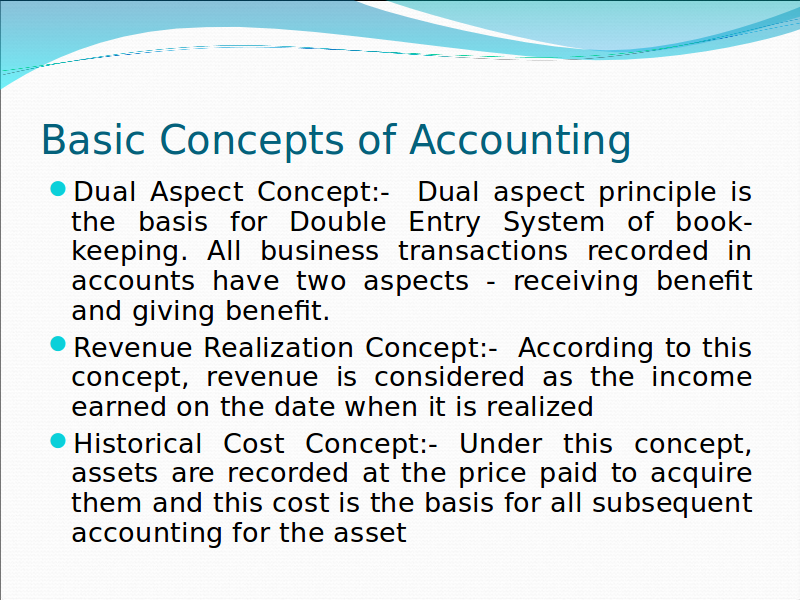 Basic Concepts of Accounting
Dual Aspect Concept:- Dual aspect principle is
the basis for Double Entry System of book-
keeping. All business transactions recorded in
accounts have two aspects - receiving benefit
and giving benefit.
Revenue Realization Concept:- According to this
concept, revenue is considered as the income
earned on the date when it is realized
Historical Cost Concept:- Under this concept,
assets are recorded at the price paid to acquire
them and this cost is the basis for all subsequent
accounting for the asset